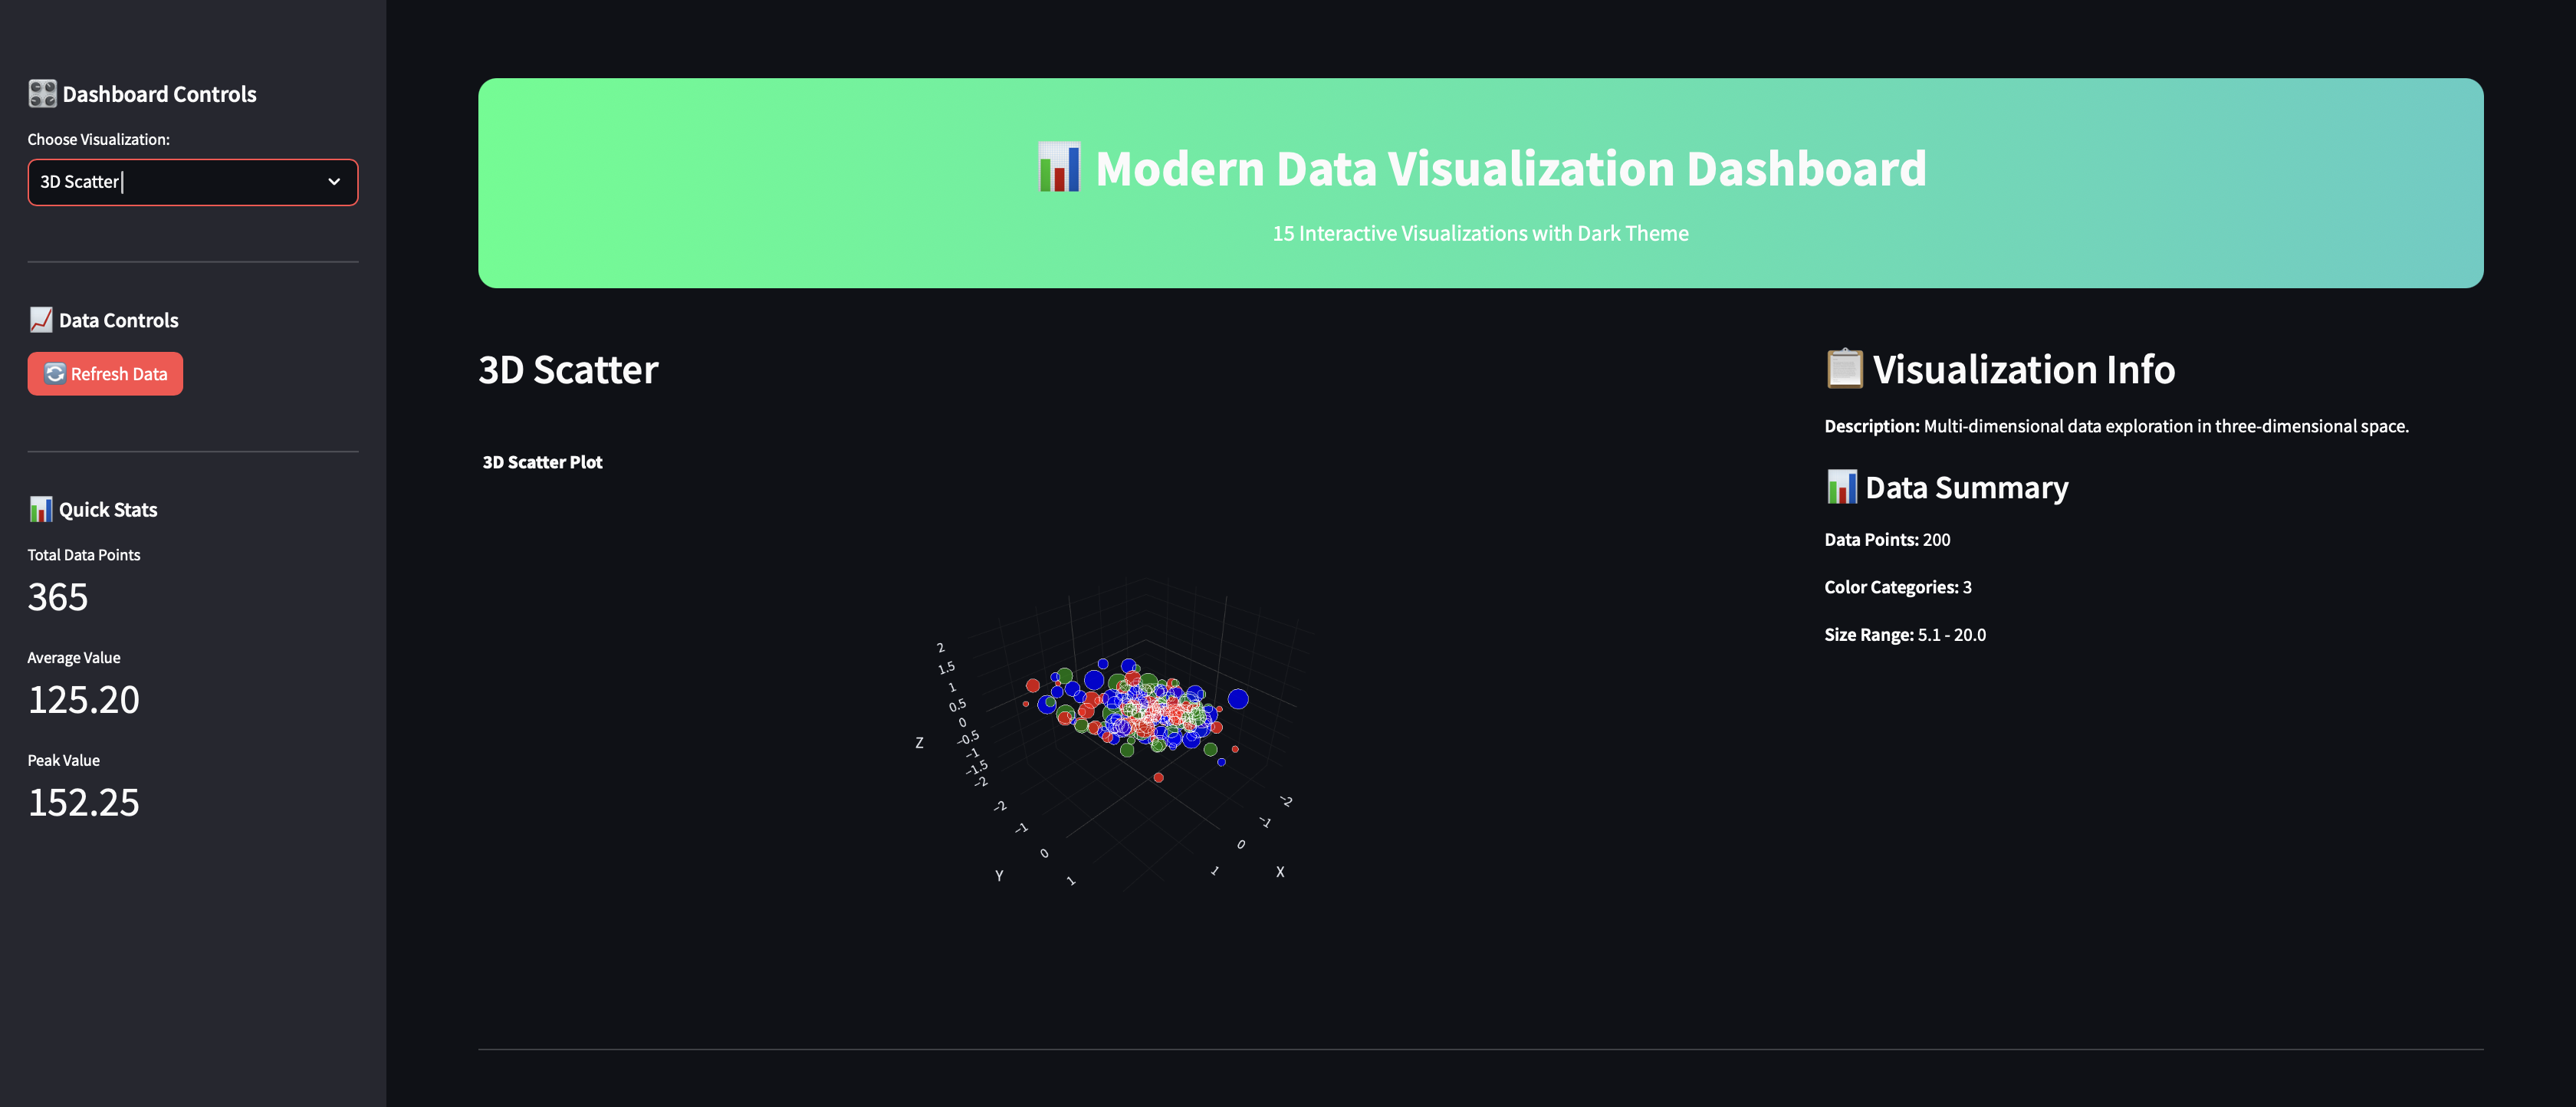 Dashboard Controls
Choose Visualization:
3D Scatter
Data Controls
Refresh Data
Quick Stats
Total Data Points
365
Average Value
125.20
Peak Value
152.25
Modern Data Visualization Dashboard
15 Interactive Visualizations with Dark Theme
3D Scatter
3D Scatter Plot
2
1.5
1
0.5
0
−0.5
−1
−1.5
−2
Z
−2
−1
0
1
Y
−2
−1
0
1
X
Visualization Info
Description: Multi-dimensional data exploration in three-dimensional space.
Data Summary
Data Points: 200
Color Categories: 3
Size Range: 5.1 - 20.0